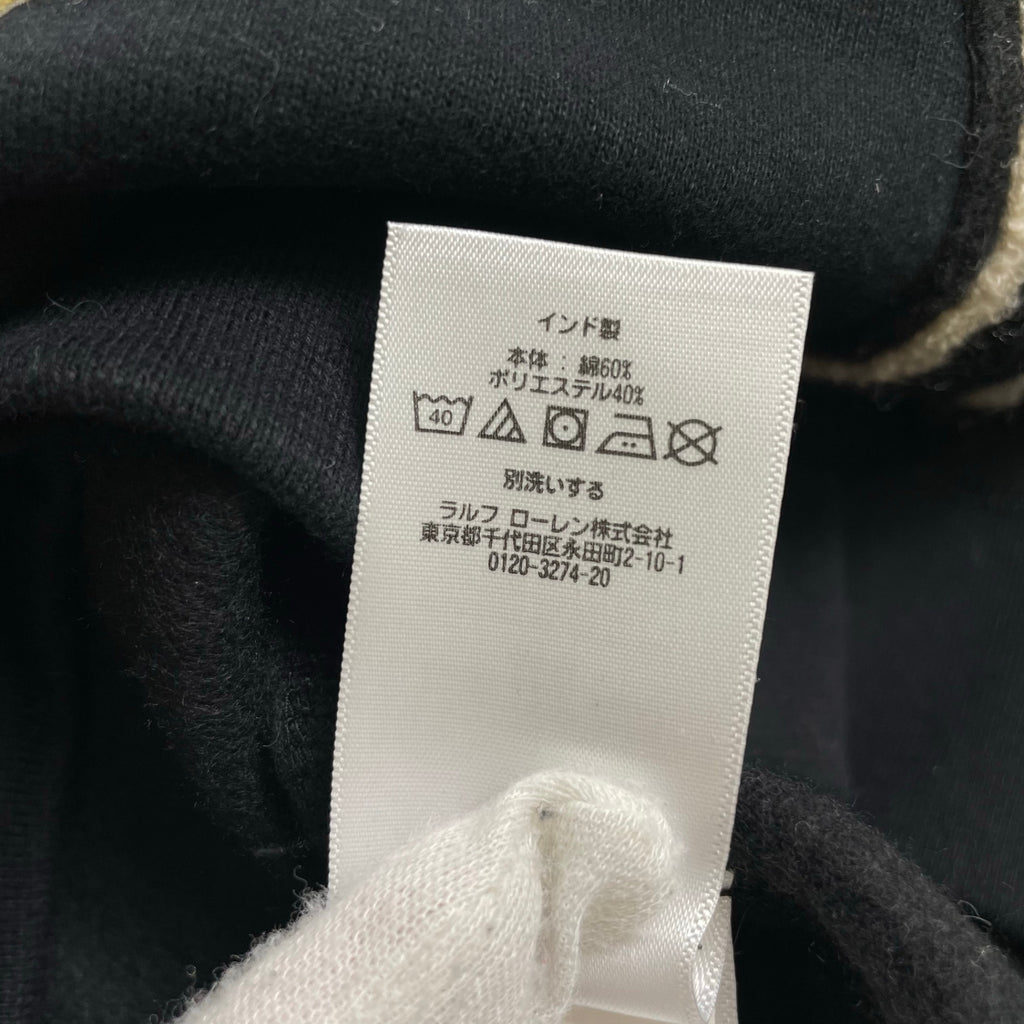 インド製
本体 : 綿60%
ポリエステル40%
40
別洗いする
ラルフ ローレン株式会社
東京都千代田区永田町2-10-1
0120-3274-20